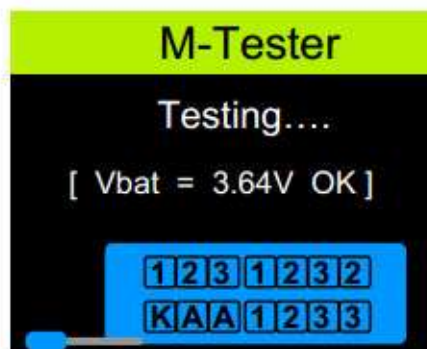 M-Tester
Testing....
[ Vbat = 3.64V OK ]
1231232
KAA1233